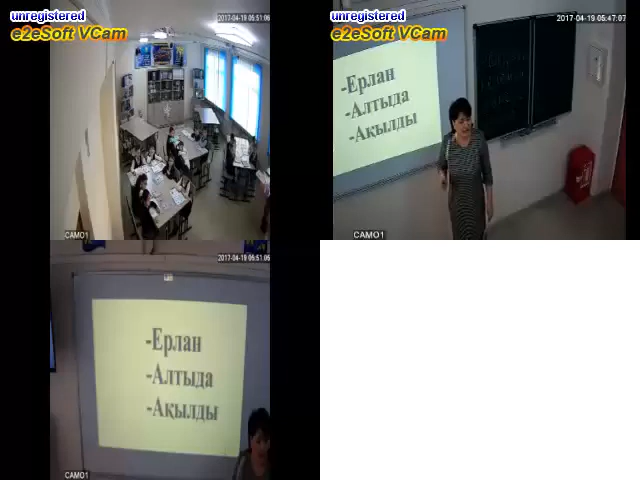 unregistered
e2eSoft VCam
2017-04-19 05:51:06
CAMO1
unregistered
e2eSoft VCam
2017-04-19 05:47:07
-Ерлан
-Алтыда
-Ақылды
CAMO1
2017-04-19 05:51:06
-Ерлан
-Алтыда
-Ақылды
CAMO1